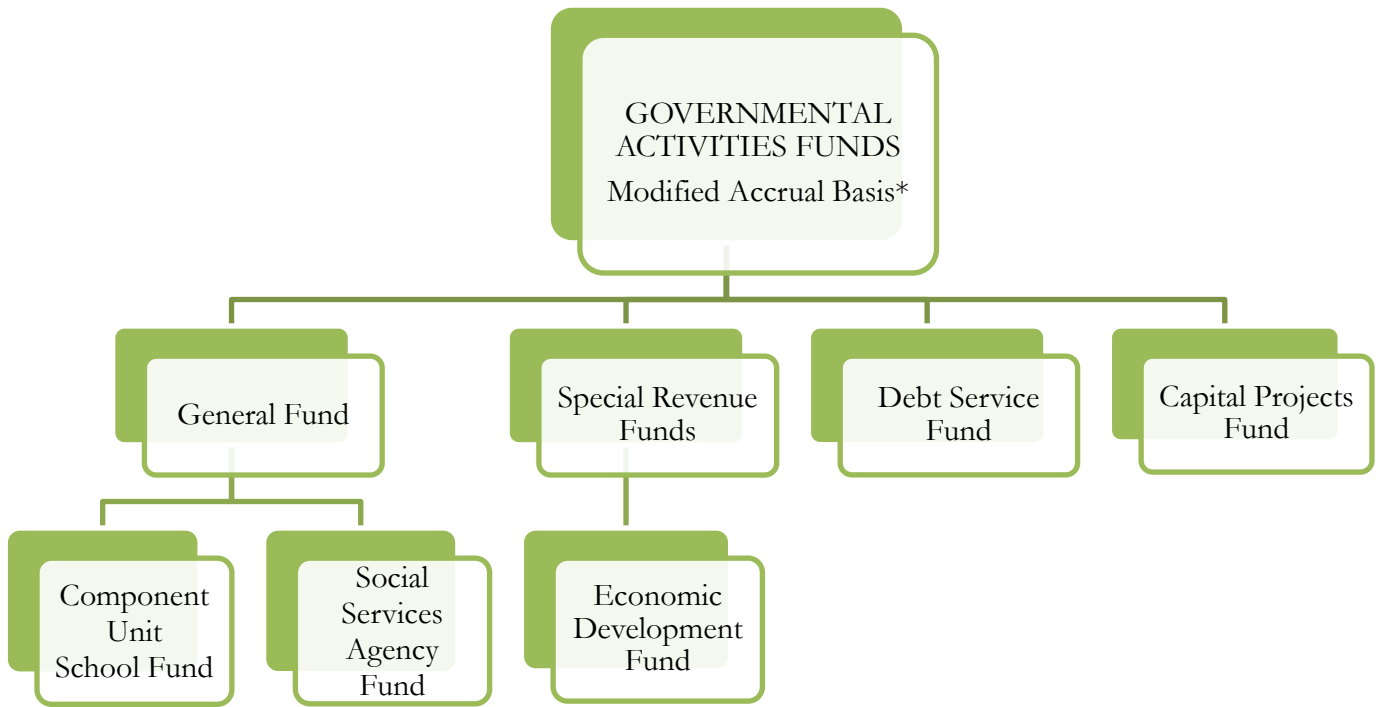 GOVERNMENTAL
ACTIVITIES FUNDS
Modified Accrual Basis*
General Fund
Special Revenue
Funds
Debt Service
Fund
Capital Projects
Fund
Component
Unit
School Fund
Social
Services
Agency
Fund
Economic
Development
Fund